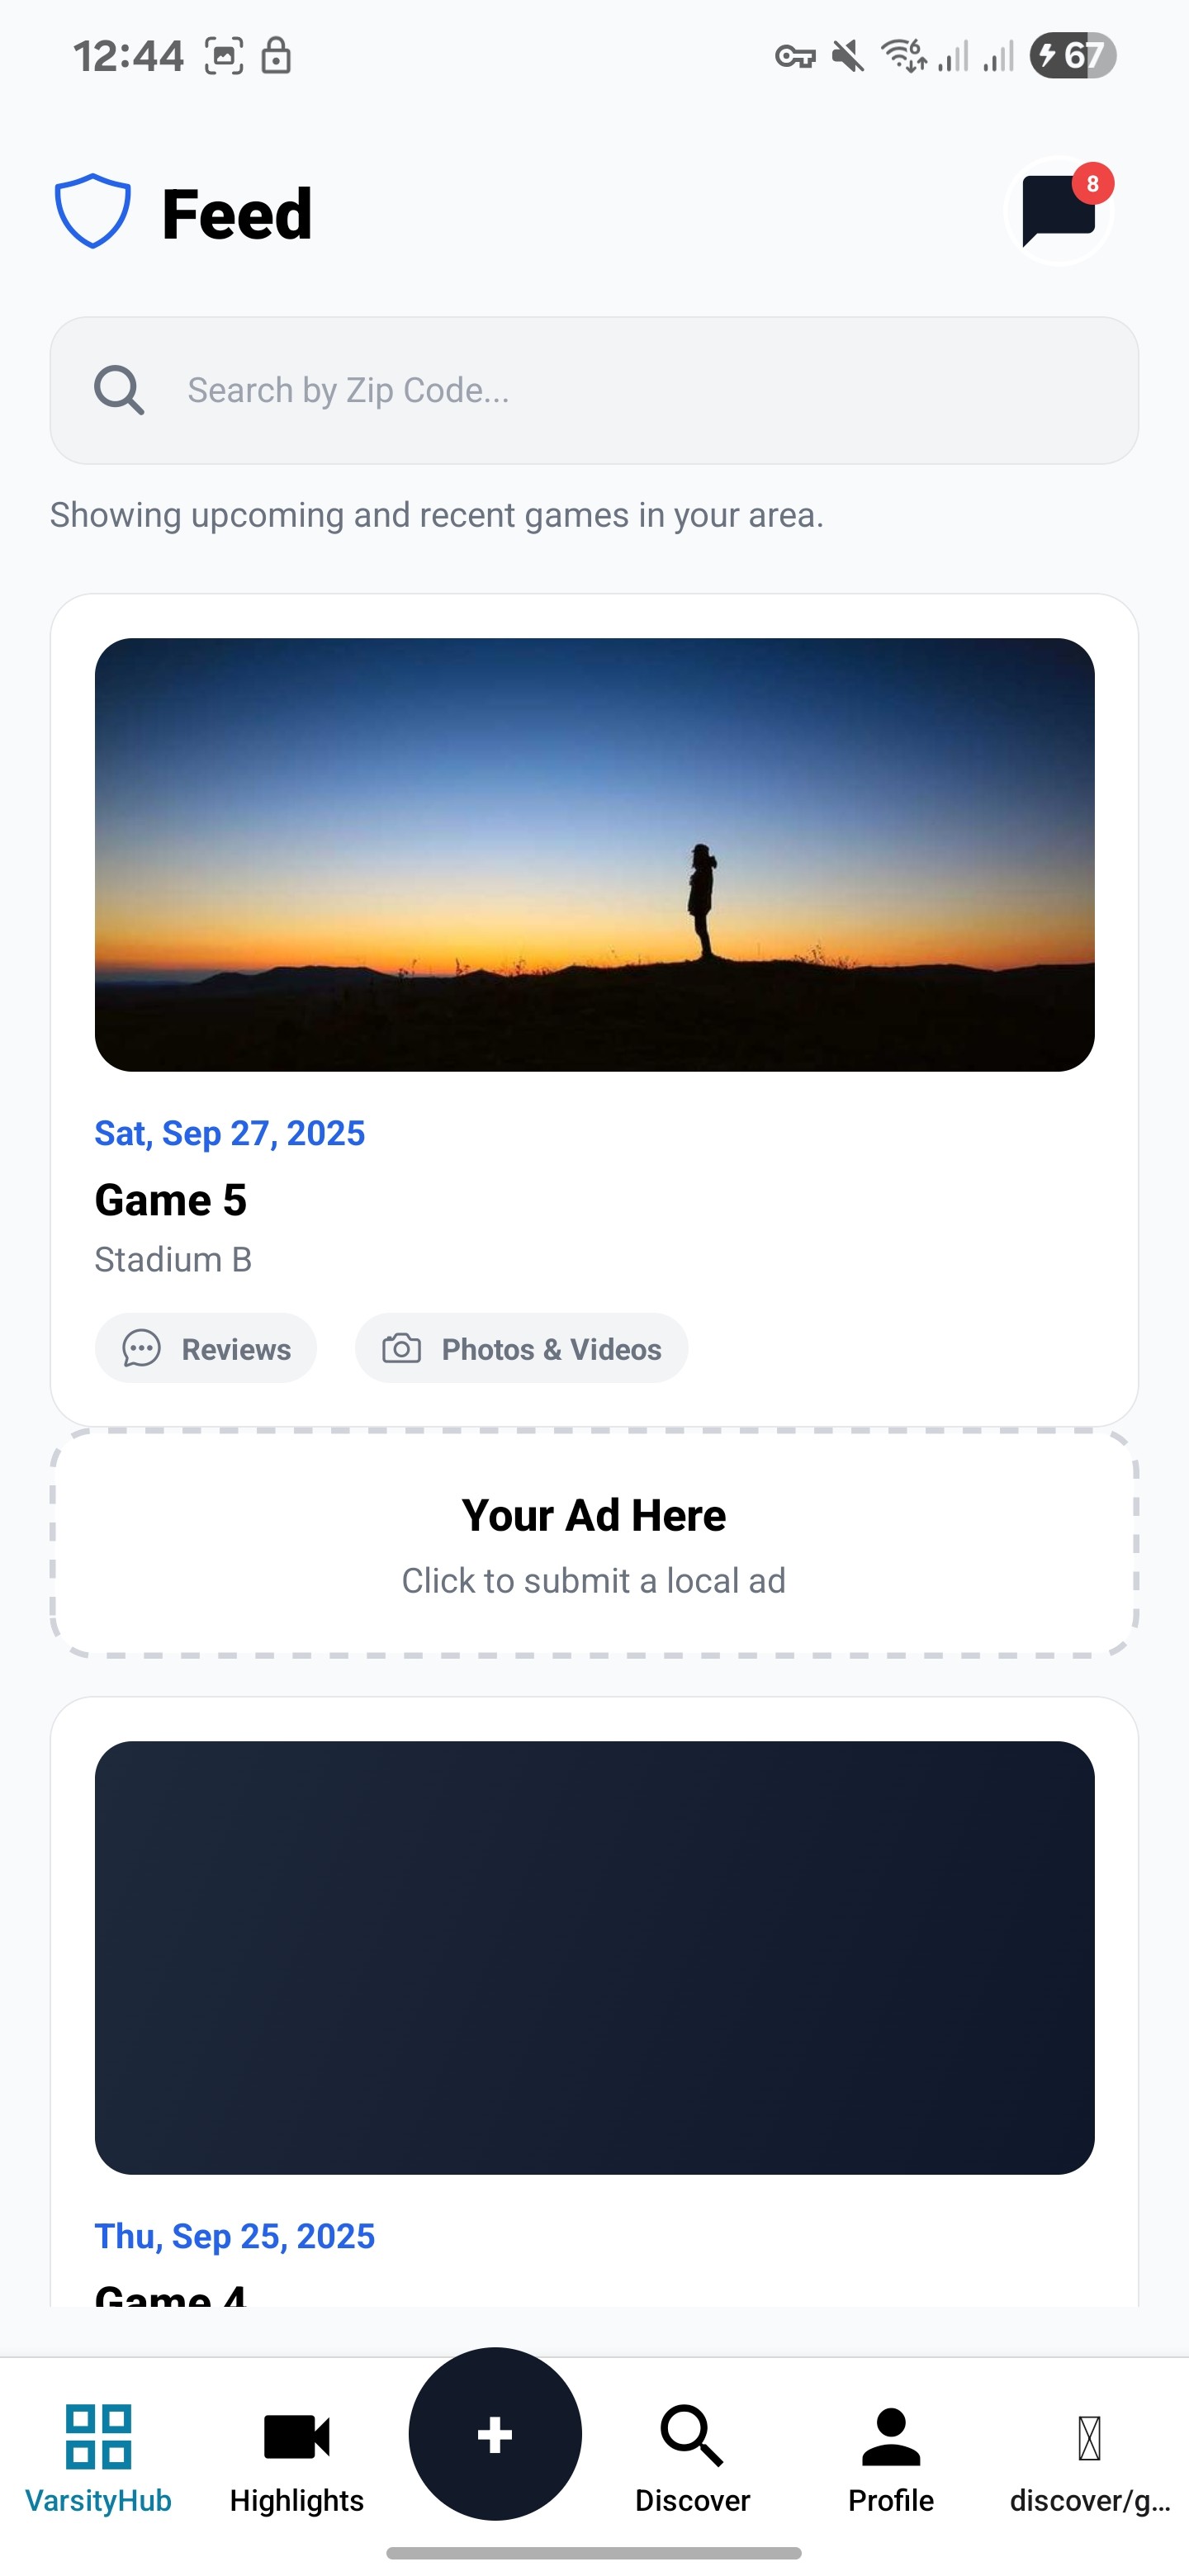 12:44
67
Feed
8
Search by Zip Code...
Showing upcoming and recent games in your area.
Sat, Sep 27, 2025
Game 5
Stadium B
Reviews
Photos & Videos
Your Ad Here
Click to submit a local ad
Thu, Sep 25, 2025
Game 4
VarsityHub
Highlights
+
Discover
Profile
discover/g...